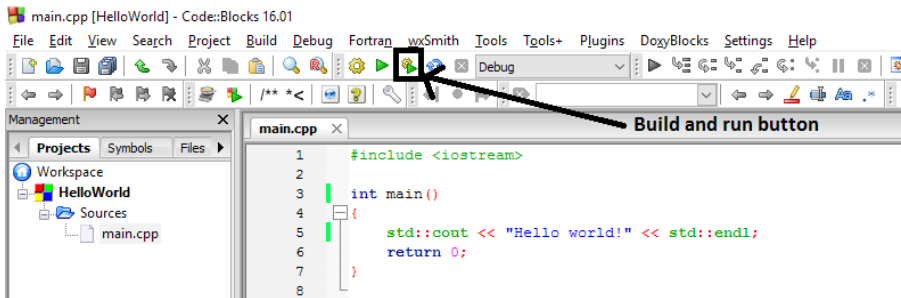 main.cpp [HelloWorld] - Code::Blocks 16.01
File Edit View Search Project Build Debug Fortran wxSmith Tools Tools+ Plugins DoxyBlocks Settings Help
Debug
/** *<
Management
main.cpp
Build and run button
Projects Symbols Files
Workspace
HelloWorld
Sources
main.cpp
1 #include <iostream>
2
3 int main()
4 {
5 std::cout << "Hello world!" << std::endl;
6 return 0;
7 }
8